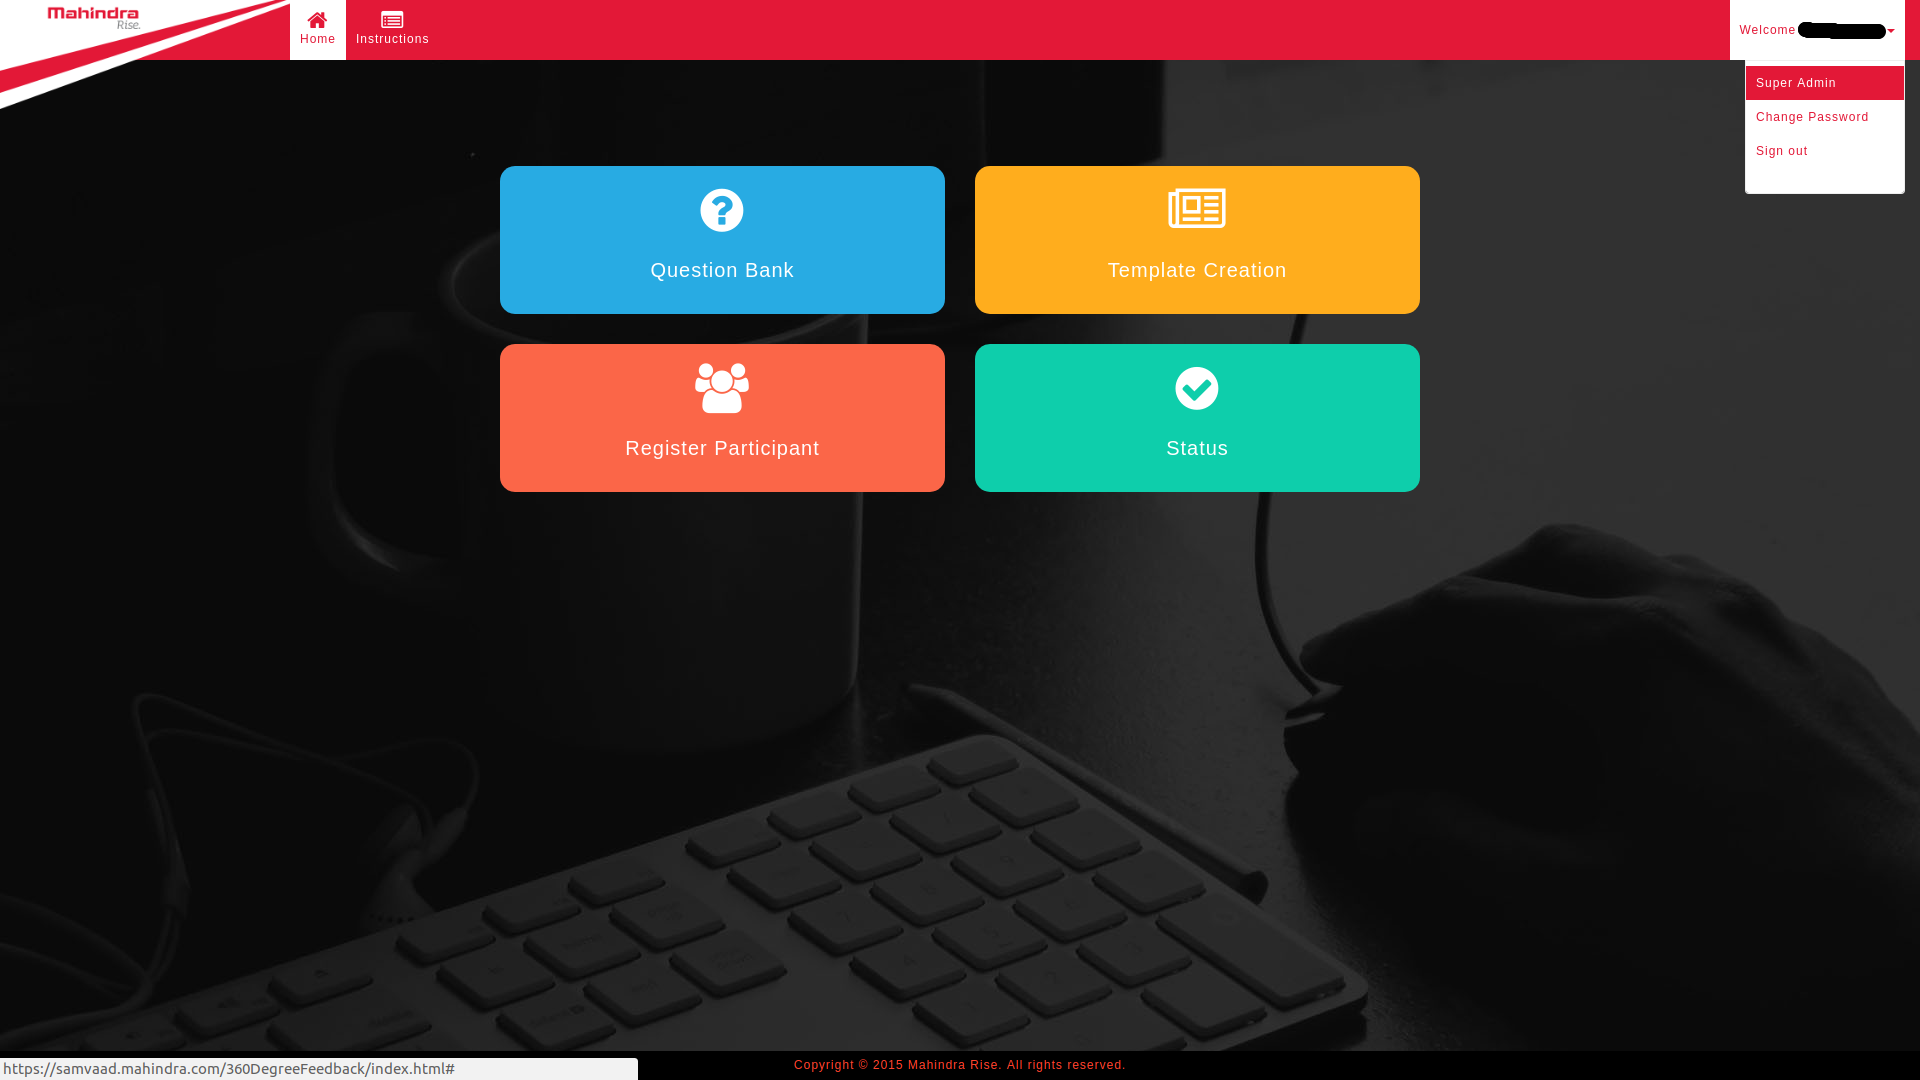 Mahindra
Rise.
Home
Instructions
Welcome
Super Admin
Change Password
Sign out
Question Bank
Template Creation
Register Participant
Status
https://samvaad.mahindra.com/360DegreeFeedback/index.html#
Copyright © 2015 Mahindra Rise. All rights reserved.